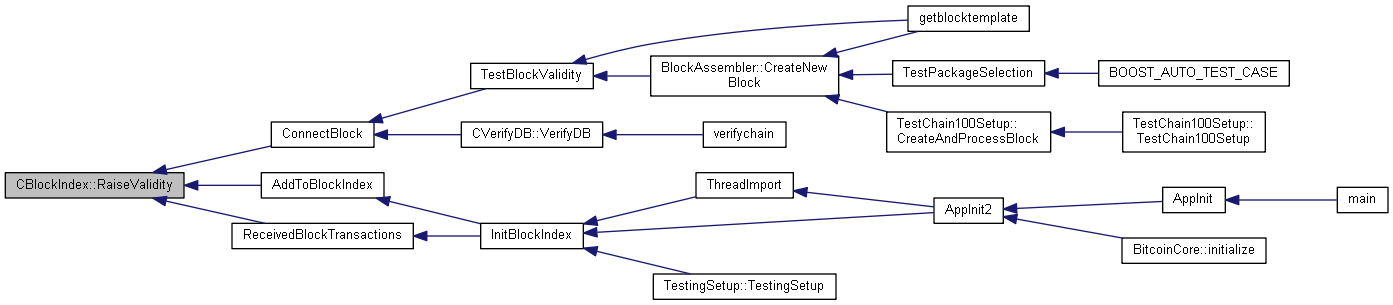 getblocktemplate
TestBlockValidity
BlockAssembler::CreateNew
Block
TestPackageSelection
BOOST_AUTO_TEST_CASE
ConnectBlock
CVerifyDB::VerifyDB
verifychain
TestChain100Setup::
CreateAndProcessBlock
TestChain100Setup::
TestChain100Setup
CBlockIndex::RaiseValidity
AddToBlockIndex
ThreadImport
AppInit2
AppInit
main
ReceivedBlockTransactions
InitBlockIndex
BitcoinCore::initialize
TestingSetup::TestingSetup